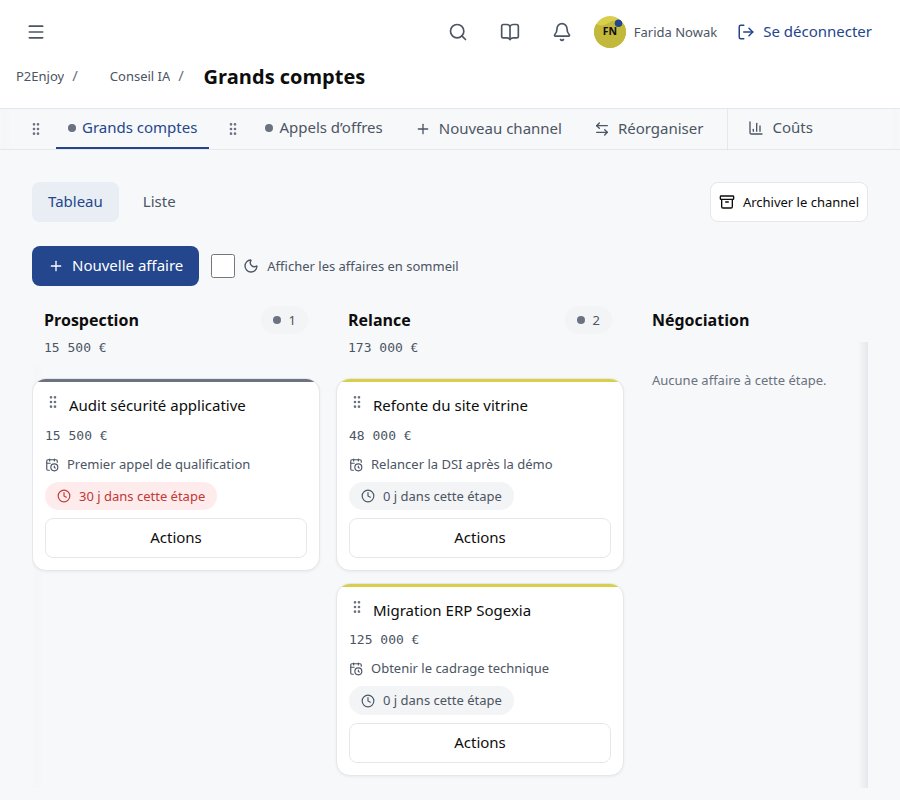 FN
Farida Nowak
Se déconnecter
P2Enjoy / Conseil IA / Grands comptes
Grands comptes
Appels d'offres
Nouveau channel
Réorganiser
Coûts
Tableau
Liste
Archiver le channel
Nouvelle affaire
Afficher les affaires en sommeil
Prospection
1
15 500 €
Audit sécurité applicative
15 500 €
Premier appel de qualification
30 j dans cette étape
Actions
Relance
2
173 000 €
Refonte du site vitrine
48 000 €
Relancer la DSI après la démo
0 j dans cette étape
Actions
Migration ERP Sogexia
125 000 €
Obtenir le cadrage technique
0 j dans cette étape
Actions
Négociation
Aucune affaire à cette étape.